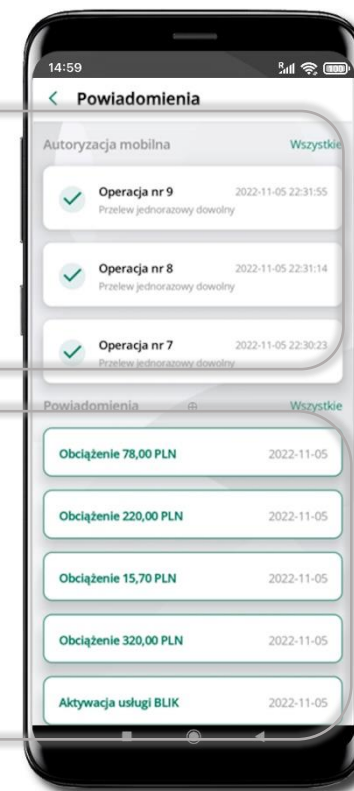 14:59
R
100
Powiadomienia
Autoryzacja mobilna Wszystkie
Operacja nr 9 2022-11-05 22:31:55
Przelew jednorazowy dowolny
Operacja nr 8 2022-11-05 22:31:14
Przelew jednorazowy dowolny
Operacja nr 7 2022-11-05 22:30:23
Przelew jednorazowy dowolny
Powiadomienia Wszystkie
Obciążenie 78,00 PLN 2022-11-05
Obciążenie 220,00 PLN 2022-11-05
Obciążenie 15,70 PLN 2022-11-05
Obciążenie 320,00 PLN 2022-11-05
Aktywacja usługi BLIK 2022-11-05